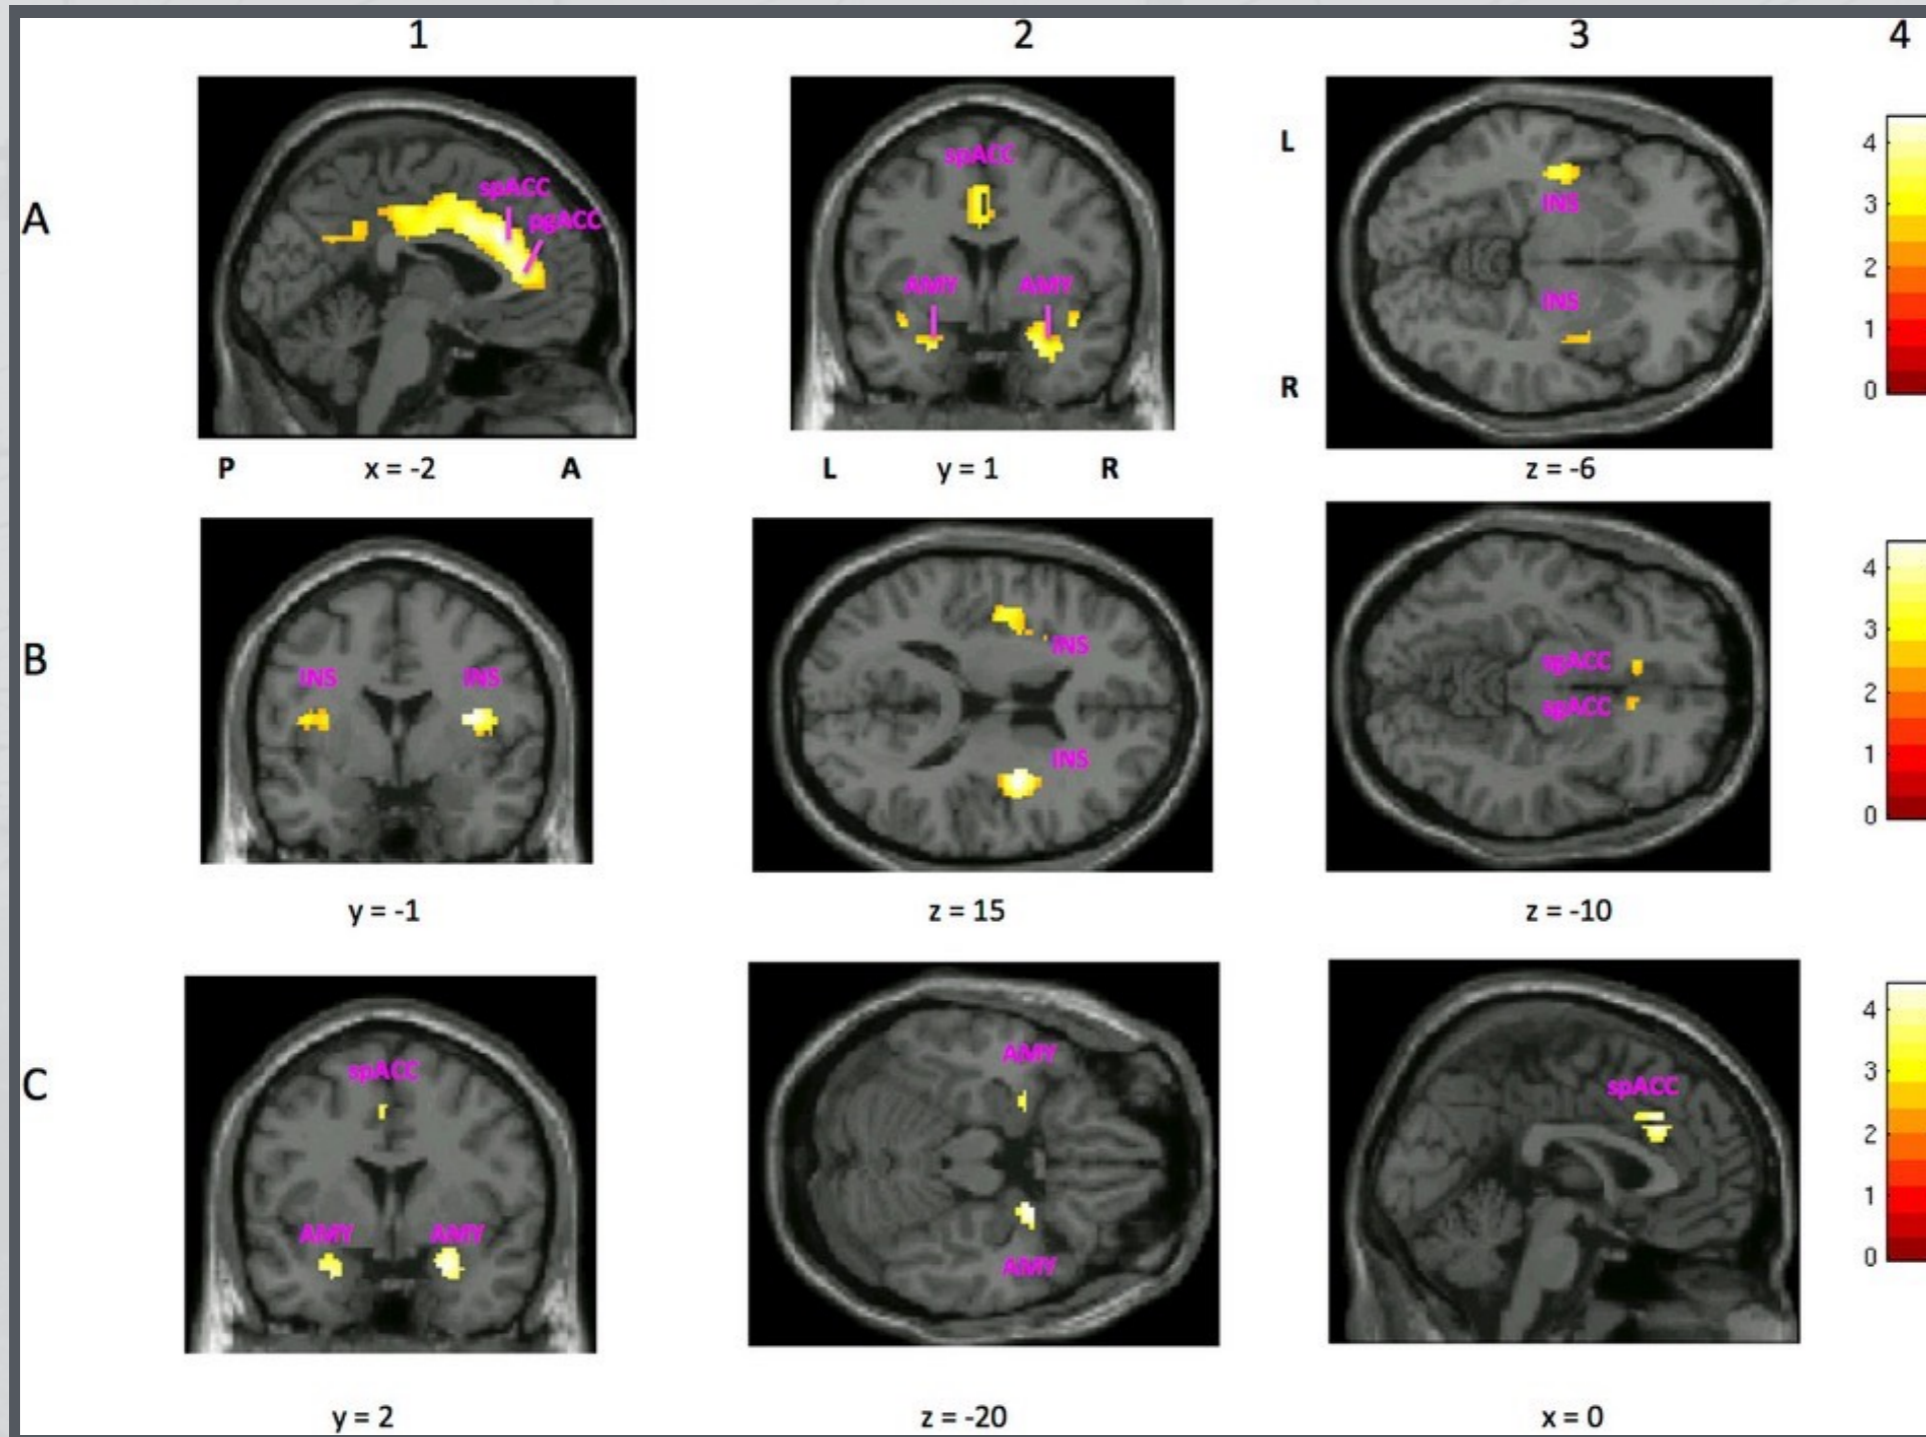 1 2 3 4
A
spACC
pgACC
P x = -2 A
spACC
AMY AMY
L y = 1 R
L
R
INS
INS
z = -6
4
3
2
1
0
B
INS INS
y = -1
INS
INS
z = 15
sgACC
sgACC
z = -10
4
3
2
1
0
C
spACC
AMY AMY
y = 2
AMY
AMY
z = -20
spACC
x = 0
4
3
2
1
0